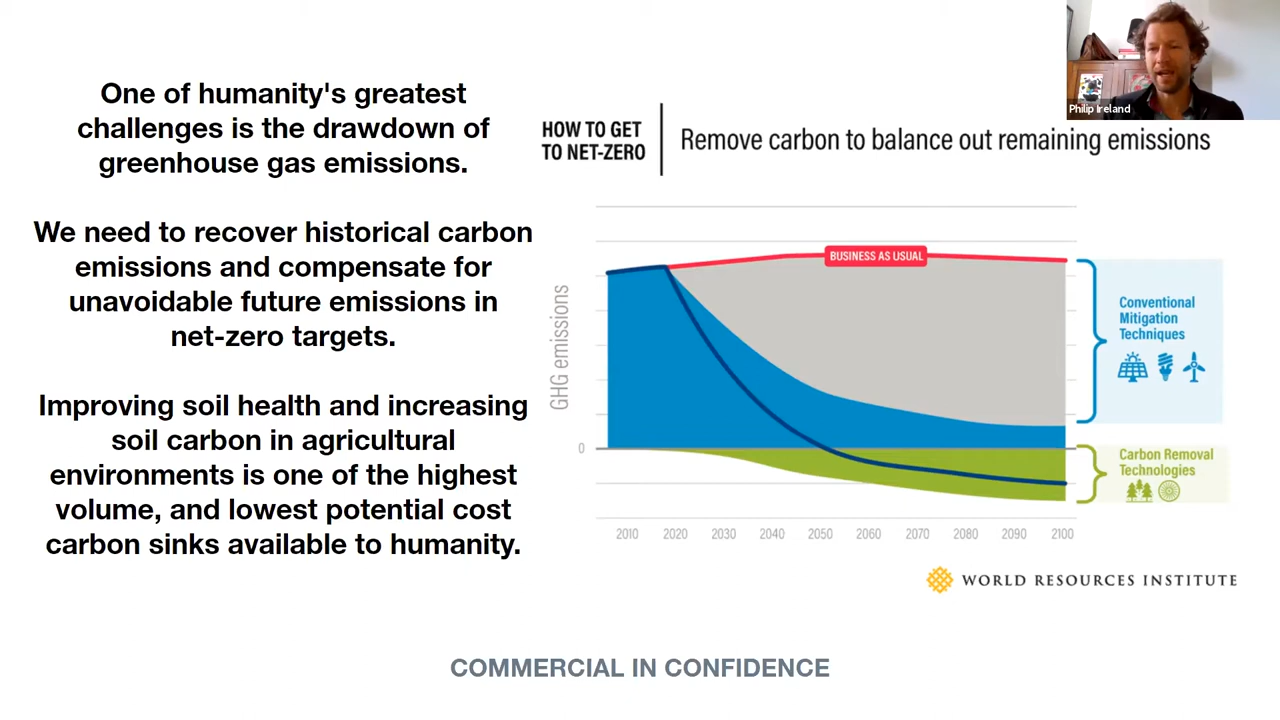 One of humanity's greatest
challenges is the drawdown of
greenhouse gas emissions.
We need to recover historical carbon
emissions and compensate for
unavoidable future emissions in
net-zero targets.
Improving soil health and increasing
soil carbon in agricultural
environments is one of the highest
volume, and lowest potential cost
carbon sinks available to humanity.
Philip Ireland
HOW TO GET
TO NET-ZERO
Remove carbon to balance out remaining emissions
BUSINESS AS USUAL
GHG emissions
0
Conventional
Mitigation
Techniques
Carbon Removal
Technologies
2010 2020 2030 2040 2050 2060 2070 2080 2090 2100
WORLD RESOURCES INSTITUTE
COMMERCIAL IN CONFIDENCE